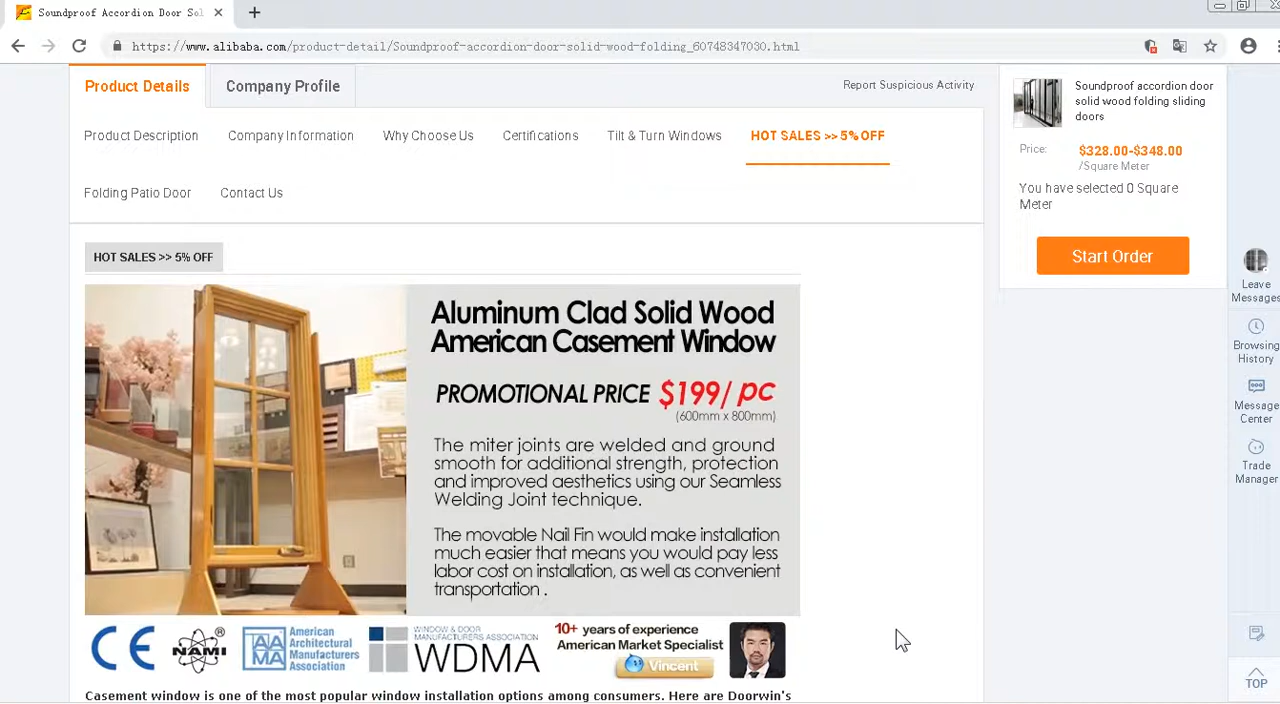 Soundproof Accordion Door Sol
https://www.alibaba.com/product-detail/Soundproof-accordion-door-solid-wood-folding_60748347030.html
Product Details
Company Profile
Report Suspicious Activity
Product Description
Company Information
Why Choose Us
Certifications
Tilt & Turn Windows
HOT SALES >> 5% OFF
Folding Patio Door
Contact Us
Soundproof accordion door
solid wood folding sliding
doors
Price:
$328.00-$348.00
/Square Meter
You have selected 0 Square
Meter
Start Order
HOT SALES >> 5% OFF
Aluminum Clad Solid Wood
American Casement Window
PROMOTIONAL PRICE $199/ pc
(600mm x 800mm)
The miter joints are welded and ground
smooth for additional strength, protection
and improved aesthetics using our Seamless
Welding Joint technique.
The movable Nail Fin would make installation
much easier that means you would pay less
labor cost on installation, as well as convenient
transportation .
CE
NAMI
AAMA
American
Architectural
Manufacturers
Association
WINDOW & DOOR
MANUFACTURERS ASSOCIATION
WDMA
10+ years of experience
American Market Specialist
Vincent
Casement window is one of the most popular window installation options among consumers. Here are Doorwin's
Leave
Messages
Browsing
History
Message
Center
Trade
Manager
TOP